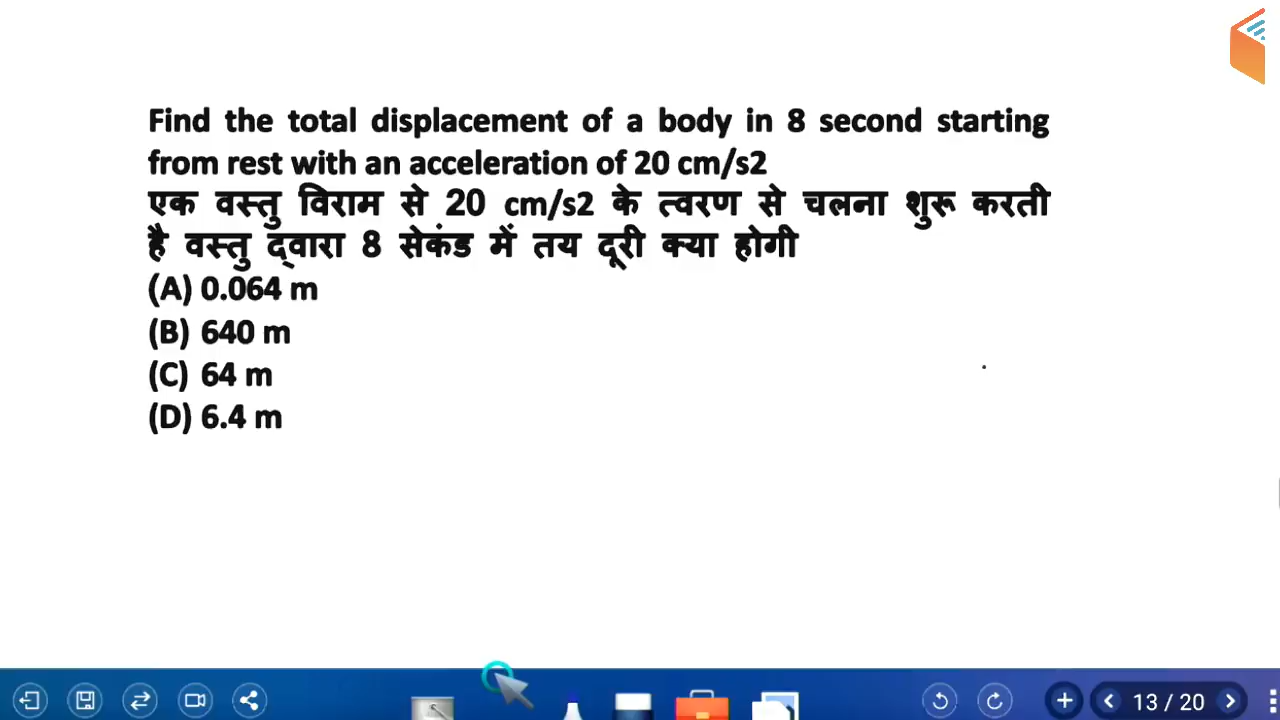 Find the total displacement of a body in 8 second starting
from rest with an acceleration of 20 cm/s2
एक वस्तु विराम से 20 cm/s2 के त्वरण से चलना शुरू करती
है वस्तु द्वारा 8 सेकंड में तय दूरी क्या होगी
(A) 0.064 m
(B) 640 m
(C) 64 m
(D) 6.4 m
13 / 20